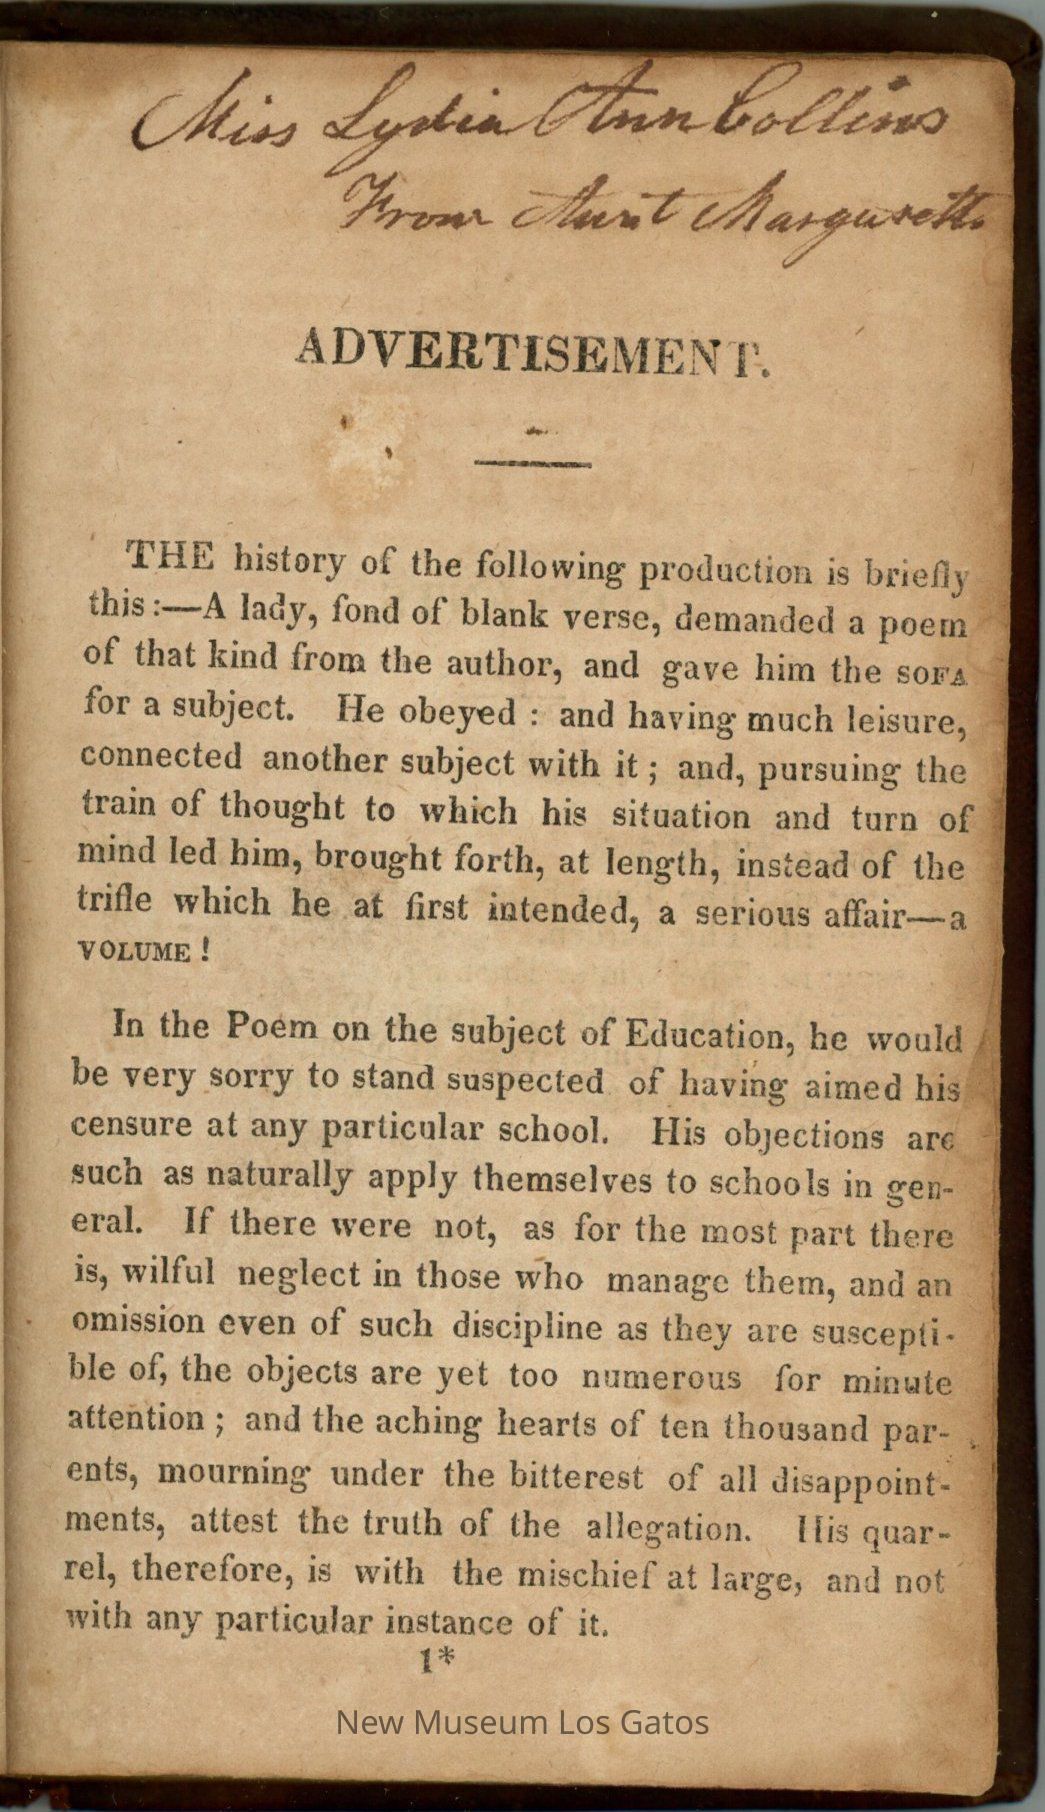 Miss Lydia Ann Collins
From Aunt Margarett
ADVERTISEMENT.
THE history of the following production is briefly
this:—A lady, fond of blank verse, demanded a poem
of that kind from the author, and gave him the SOFA
for a subject. He obeyed : and having much leisure,
connected another subject with it ; and, pursuing the
train of thought to which his situation and turn of
mind led him, brought forth, at length, instead of the
trifle which he at first intended, a serious affair—a
VOLUME !
In the Poem on the subject of Education, he would
be very sorry to stand suspected of having aimed his
censure at any particular school. His objections are
such as naturally apply themselves to schools in gen-
eral. If there were not, as for the most part there
is, wilful neglect in those who manage them, and an
omission even of such discipline as they are suscepti-
ble of, the objects are yet too numerous for minute
attention ; and the aching hearts of ten thousand par-
ents, mourning under the bitterest of all disappoint-
ments, attest the truth of the allegation. His quar-
rel, therefore, is with the mischief at large, and not
with any particular instance of it.
1*
New Museum Los Gatos